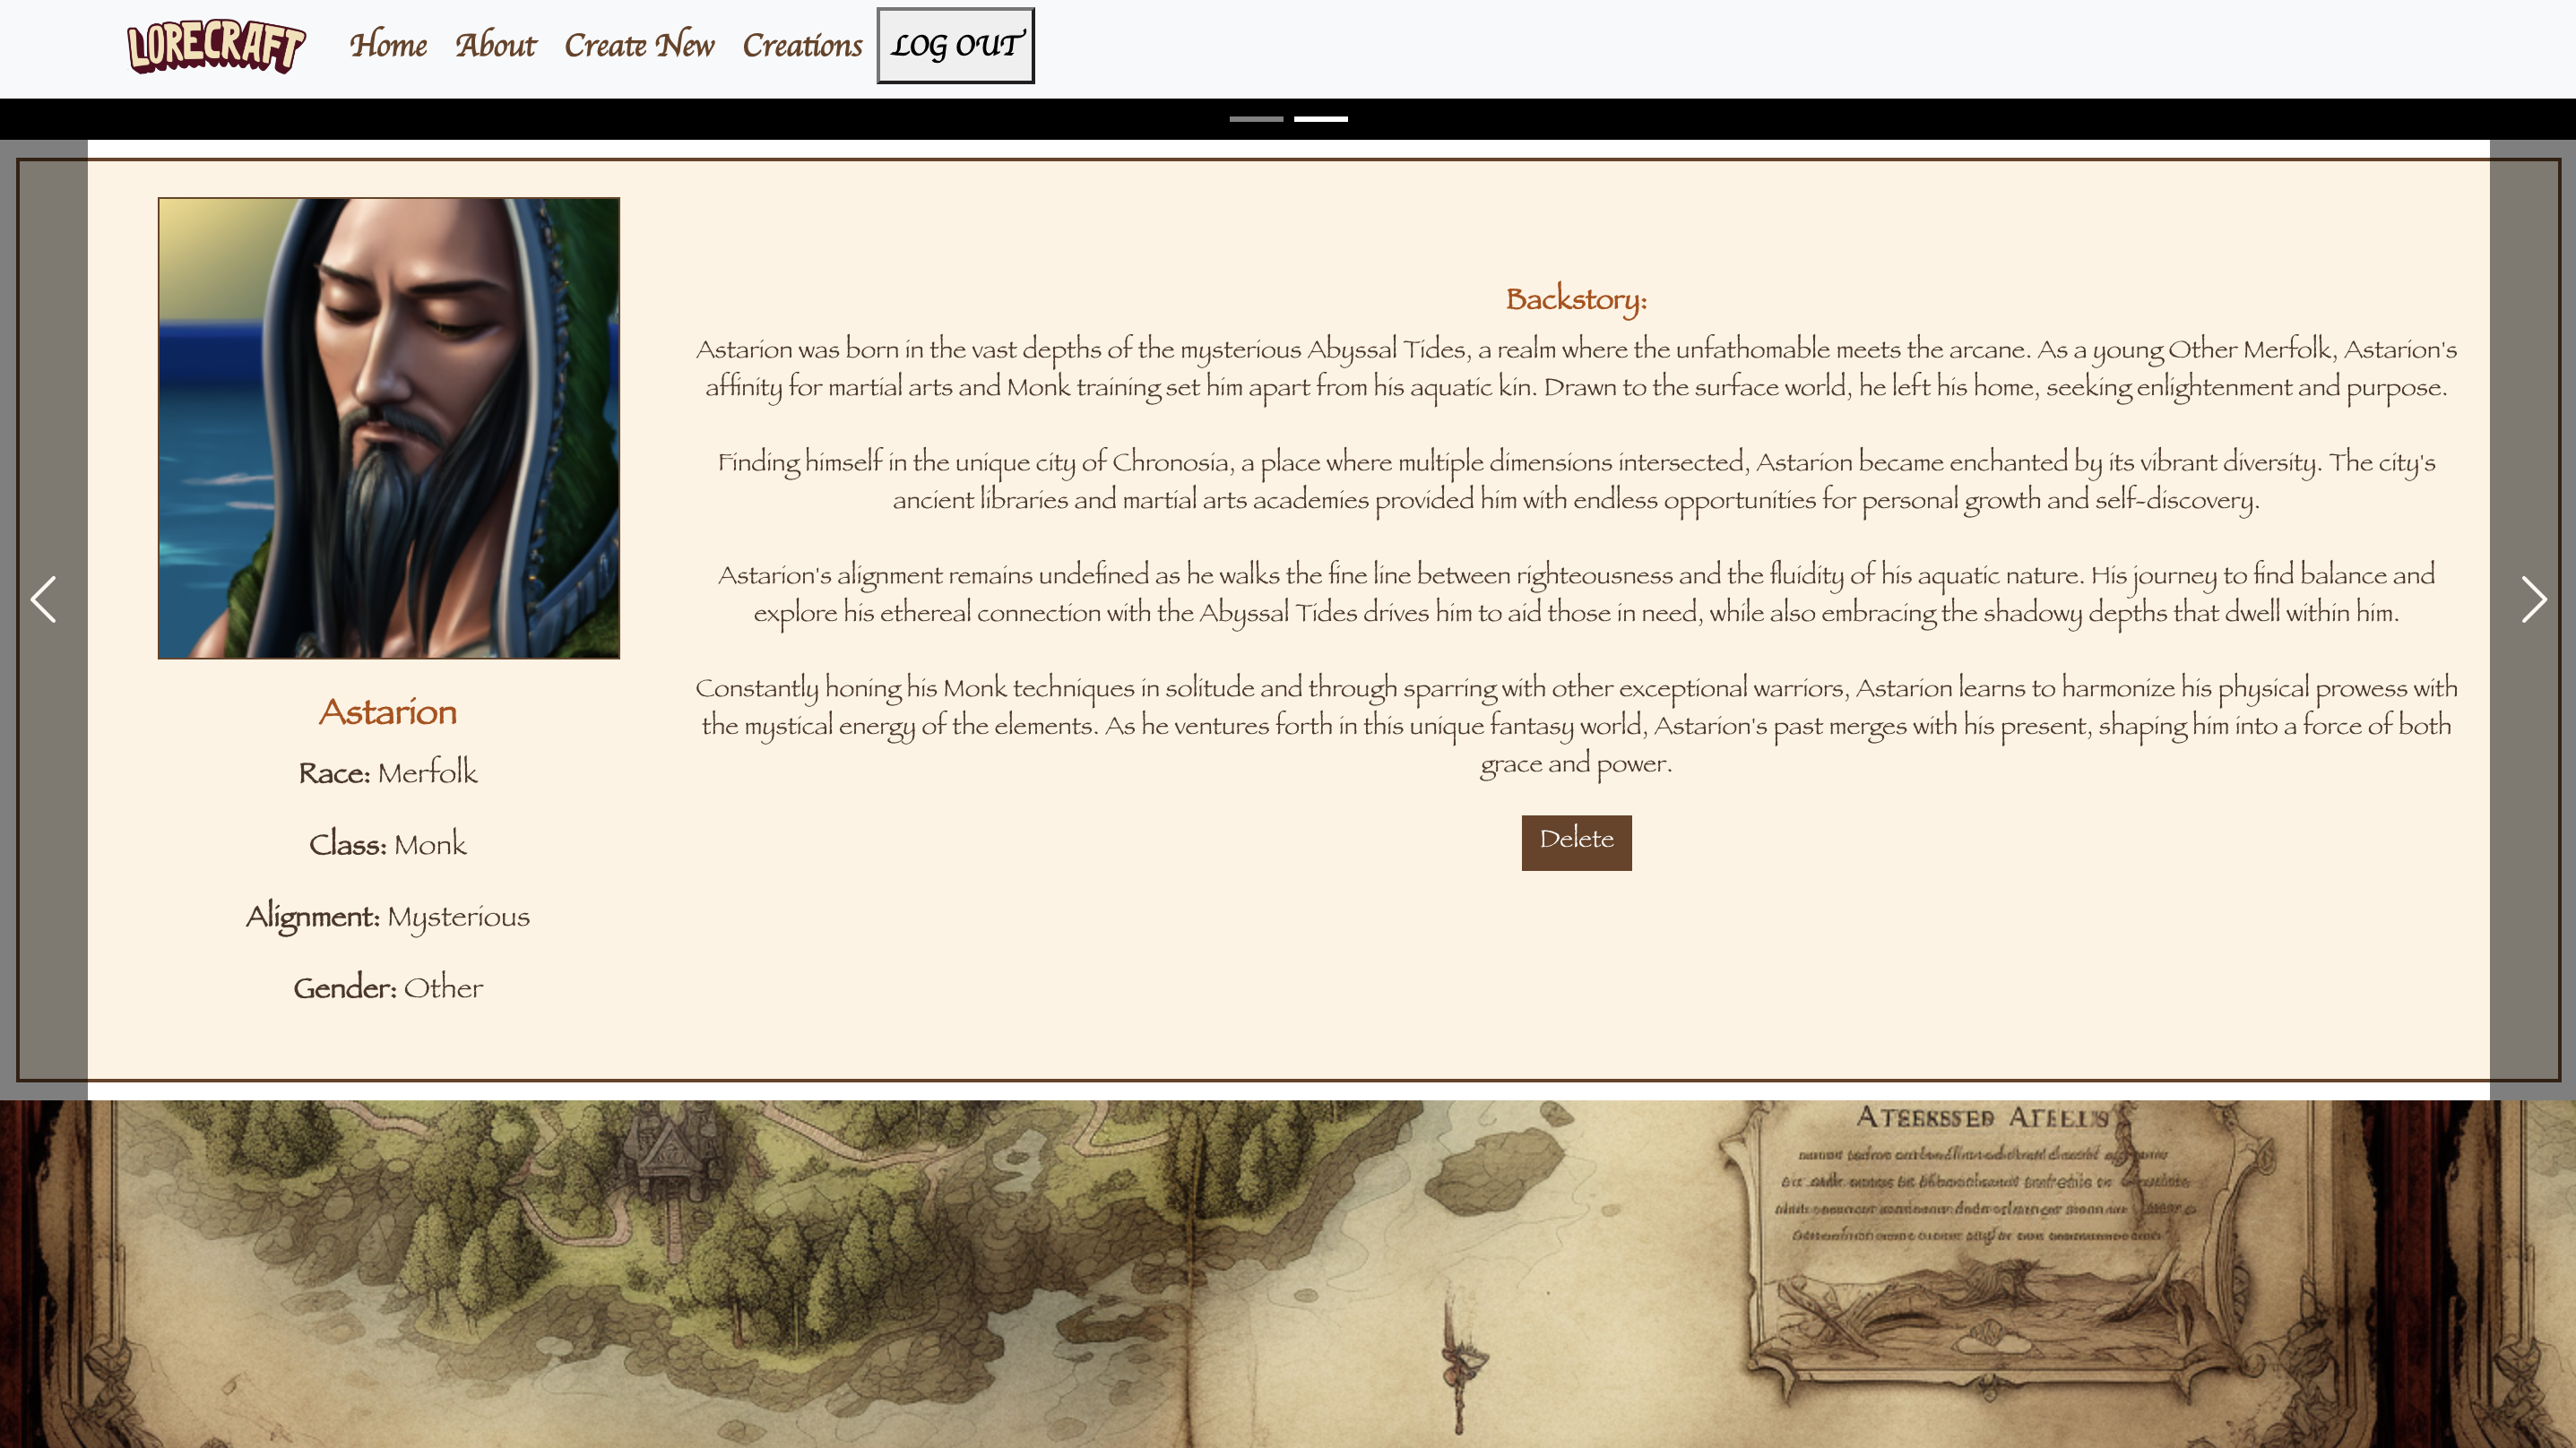 LORECRAFT
Home About Create New Creations LOG OUT
Backstory:
Astarion was born in the vast depths of the mysterious Abyssal Tides, a realm where the unfathomable meets the arcane. As a young Other Merfolk, Astarion's
affinity for martial arts and Monk training set him apart from his aquatic kin. Drawn to the surface world, he left his home, seeking enlightenment and purpose.
Finding himself in the unique city of Chronosia, a place where multiple dimensions intersected, Astarion became enchanted by its vibrant diversity. The city's
ancient libraries and martial arts academies provided him with endless opportunities for personal growth and self-discovery.
Astarion's alignment remains undefined as he walks the fine line between righteousness and the fluidity of his aquatic nature. His journey to find balance and
explore his ethereal connection with the Abyssal Tides drives him to aid those in need, while also embracing the shadowy depths that dwell within him.
Constantly honing his Monk techniques in solitude and through sparring with other exceptional warriors, Astarion learns to harmonize his physical prowess with
the mystical energy of the elements. As he ventures forth in this unique fantasy world, Astarion's past merges with his present, shaping him into a force of both
grace and power.
Delete
Astarion
Race: Merfolk
Class: Monk
Alignment: Mysterious
Gender: Other